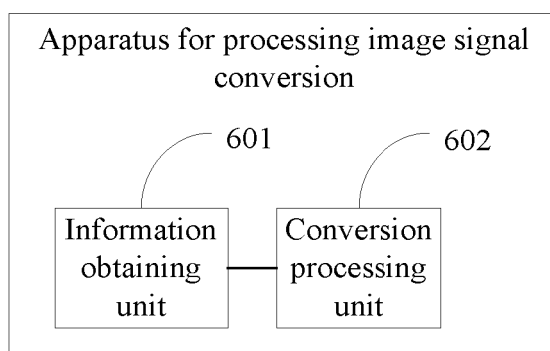 Apparatus for processing image signal
conversion
601
602
Information
obtaining
unit
Conversion
processing
unit